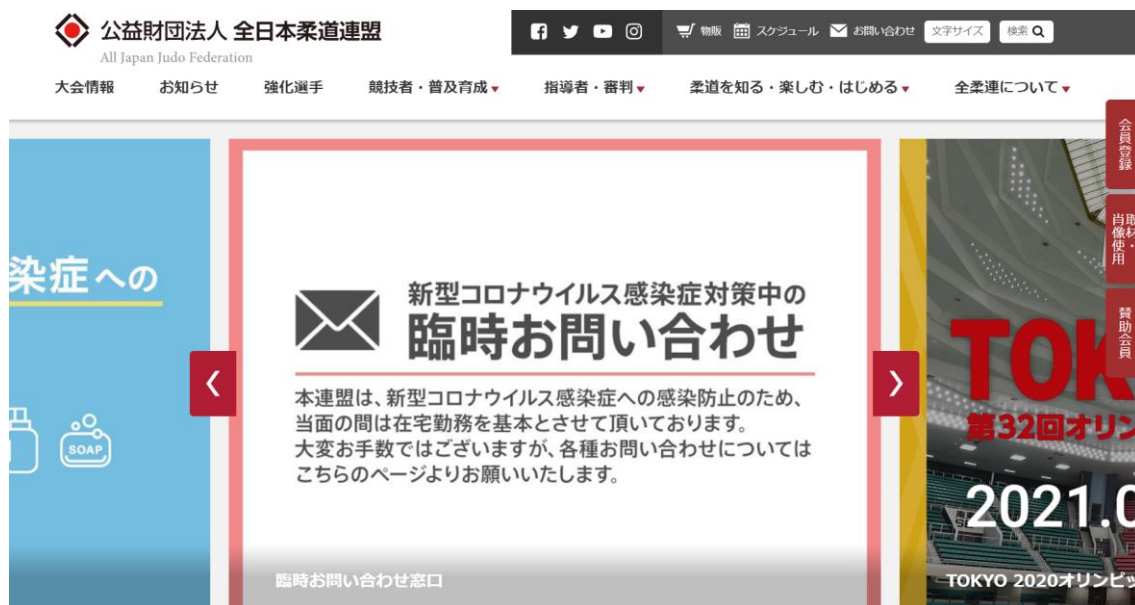 公益財団法人 全日本柔道連盟
All Japan Judo Federation
物販 スケジュール お問い合わせ 文字サイズ 検索
大会情報 お知らせ 強化選手 競技者・普及育成▼ 指導者・審判▼ 柔道を知る・楽しむ・はじめる▼ 全柔連について▼
会員登録
取材・
肖像使用
賛助会員
染症への
SOAP
新型コロナウイルス感染症対策中の
臨時お問い合わせ
本連盟は、新型コロナウイルス感染症への感染防止のため、
当面の間は在宅勤務を基本とさせて頂いております。
大変お手数ではございますが、各種お問い合わせについては
こちらのページよりお願いいたします。
臨時お問い合わせ窓口
TOK
第32回オリン
2021.0
TOKYO 2020オリンピッ